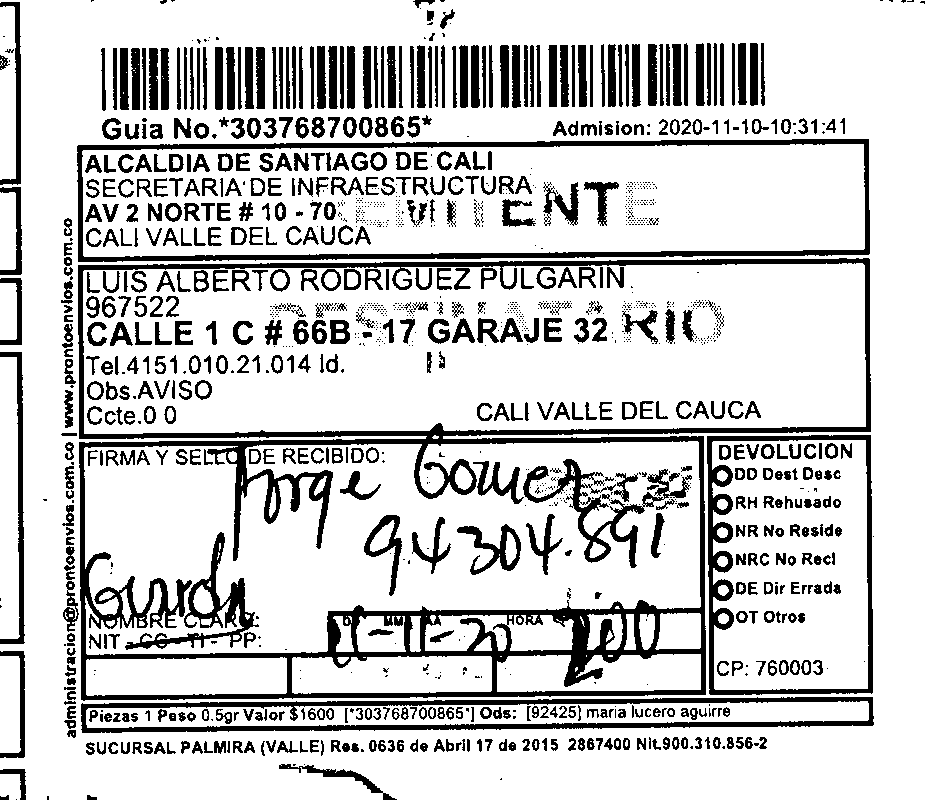 Guia No.*303768700865*
Admision: 2020-11-10-10:31:41
ALCALDIA DE SANTIAGO DE CALI
SECRETARIA DE INFRAESTRUCTURA
AV 2 NORTE # 10 - 70
CALI VALLE DEL CAUCA
LUIS ALBERTO RODRIGUEZ PULGARIN
967522
DESTINATARIO
CALLE 1 C # 66B - 17 GARAJE 32
Tel.4151.010.21.014 Id.
Obs.AVISO
Ccte.0 0
CALI VALLE DEL CAUCA
administracion@prontoenvios.com.co | www.prontoenvios.com.co
FIRMA Y SELLO DE RECIBIDO:
Jorge Gomez
94304.891
NOMBRE CLARO:
NIT - CC - TI - PP:
DD MM AA
HORA
11-11-20
200
DEVOLUCION
DD Dest Desc
RH Rehusado
NR No Reside
NRC No Recl
DE Dir Errada
OT Otros
CP: 760003
Piezas 1 Peso 0.5gr Valor $1600 [*303768700865*] Ods: [92425] maria lucero aguirre
SUCURSAL PALMIRA (VALLE) Res. 0636 de Abril 17 de 2015 2867400 Nit.900.310.856-2